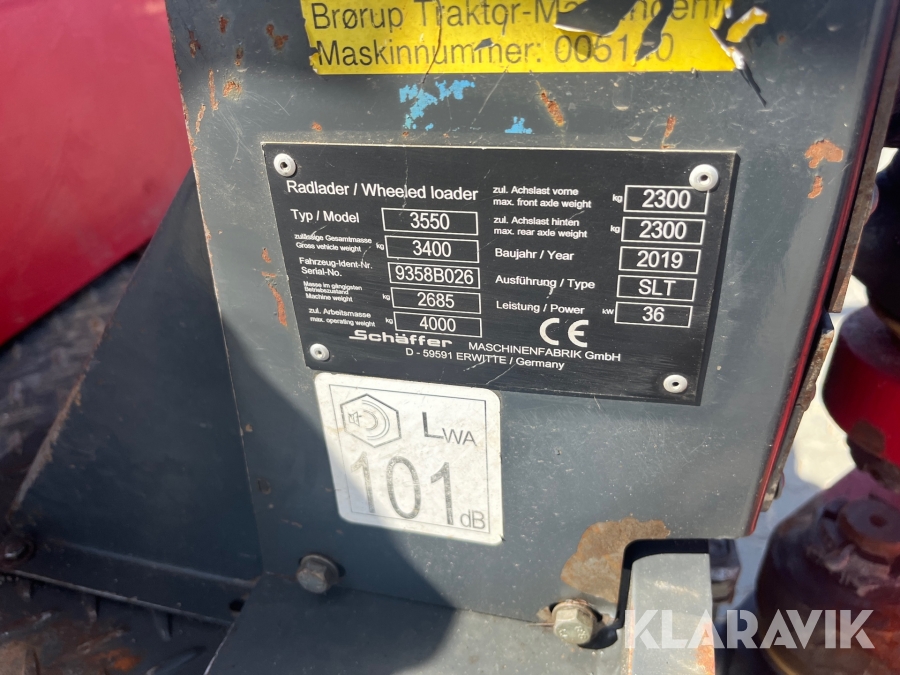 Brørup Traktor-
Maskinnummer:
Radlader / Wheeled loader
Typ / Model 3550
zulässige Gesamtmasse
Gross vehicle weight kg 3400
Fahrzeug-Ident-Nr.
Serial-No. 9358B026
Masse im gängigsten
Betriebszustand
Machine weight kg 2685
zul. Arbeitsmasse
max. operating weight kg 4000
zul. Achslast vorne
max. front axle weight kg 2300
zul. Achslast hinten
max. rear axle weight kg 2300
Baujahr / Year 2019
Ausführung / Type SLT
Leistung / Power kW 36
CE
Schäffer MASCHINENFABRIK GmbH
D - 59591 ERWITTE / Germany
LWA
101 dB
KLARAVIK